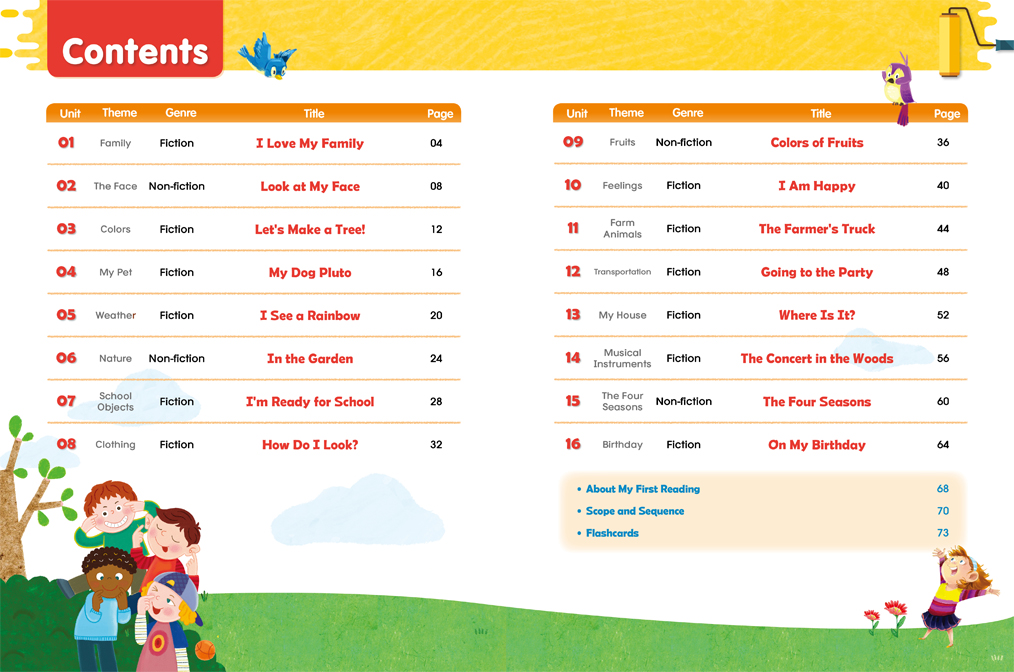 Contents
Unit Theme Genre Title Page
01 Family Fiction I Love My Family 04
02 The Face Non-fiction Look at My Face 08
03 Colors Fiction Let's Make a Tree! 12
04 My Pet Fiction My Dog Pluto 16
05 Weather Fiction I See a Rainbow 20
06 Nature Non-fiction In the Garden 24
07 School Objects Fiction I'm Ready for School 28
08 Clothing Fiction How Do I Look? 32
Unit Theme Genre Title Page
09 Fruits Non-fiction Colors of Fruits 36
10 Feelings Fiction I Am Happy 40
11 Farm Animals Fiction The Farmer's Truck 44
12 Transportation Fiction Going to the Party 48
13 My House Fiction Where Is It? 52
14 Musical Instruments Fiction The Concert in the Woods 56
15 The Four Seasons Non-fiction The Four Seasons 60
16 Birthday Fiction On My Birthday 64
• About My First Reading 68
• Scope and Sequence 70
• Flashcards 73